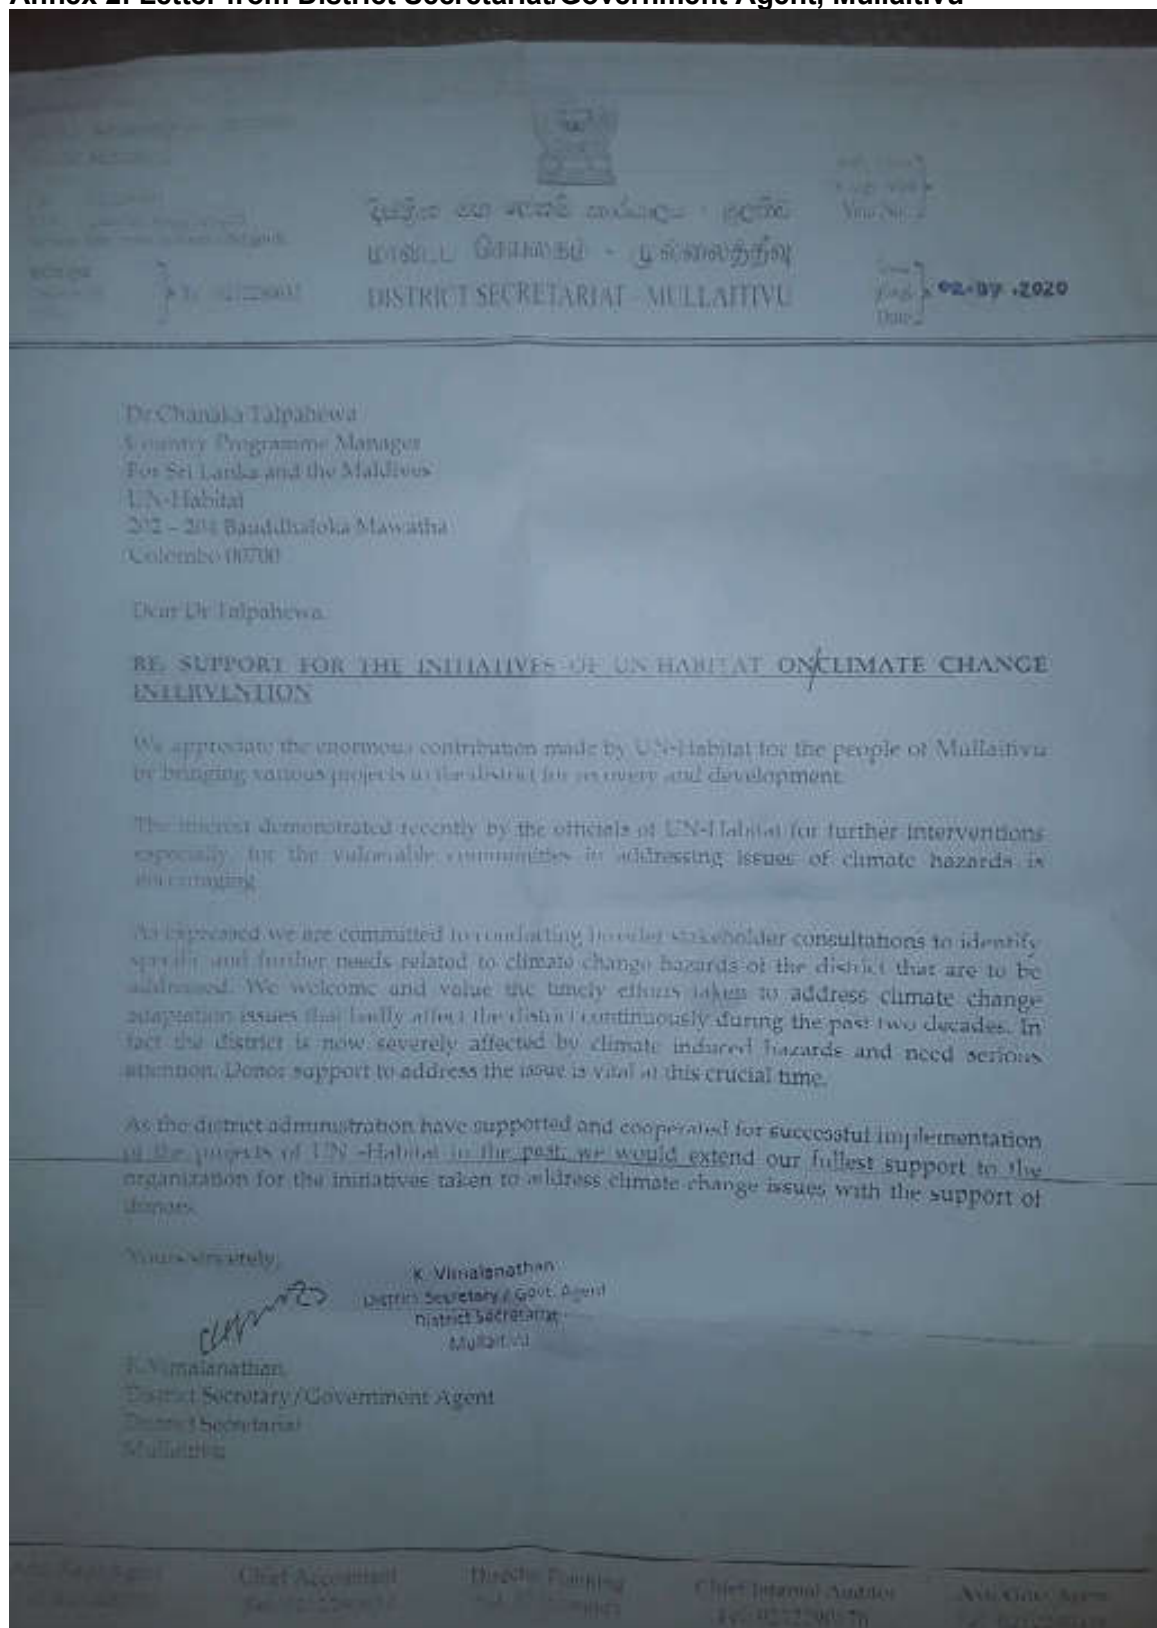 Annex 2: Letter from District Secretariat/Government Agent, Mullaitivu
மாவட்ட செயலகம் - முல்லைத்தீவு
DISTRICT SECRETARIAT - MULLAITIVU
Your No.
Date
2020
Dr.Chanaka Talpahewa
Country Programme Manager
For Sri Lanka and the Maldives
UN-Habitat
202 – 204 Bauddhaloka Mawatha
Colombo 00700
Dear Dr Talpahewa,
RE: SUPPORT FOR THE INITIATIVES OF UN HABITAT ON/CLIMATE CHANGE
INTERVENTION
We appreciate the enormous contribution made by UN-Habitat for the people of Mullaitivu
by bringing various projects to the district for recovery and development.
The interest demonstrated recently by the officials of UN-Habitat for further interventions
especially, for the vulnerable communities in addressing issues of climate hazards is
encouraging.
As expressed we are committed to conducting broader stakeholder consultations to identify
specific and further needs related to climate change hazards of the district that are to be
addressed. We welcome and value the timely efforts taken to address climate change
adaptation issues that badly affect the district continuously during the past two decades. In
fact the district is now severely affected by climate induced hazards and need serious
attention. Donor support to address the issue is vital at this crucial time.
As the district administration have supported and cooperated for successful implementation
of the projects of UN -Habitat in the past, we would extend our fullest support to the
organization for the initiatives taken to address climate change issues with the support of
donors.
Yours sincerely,
K. Vimalanathan
District Secretary / Govt. Agent
District Secretariat
Mullaitivu
K.Vimalanathan,
District Secretary/Government Agent
District Secretariat
Mullaitivu
Chief Accountant
Director Planning
Chief Internal Auditor